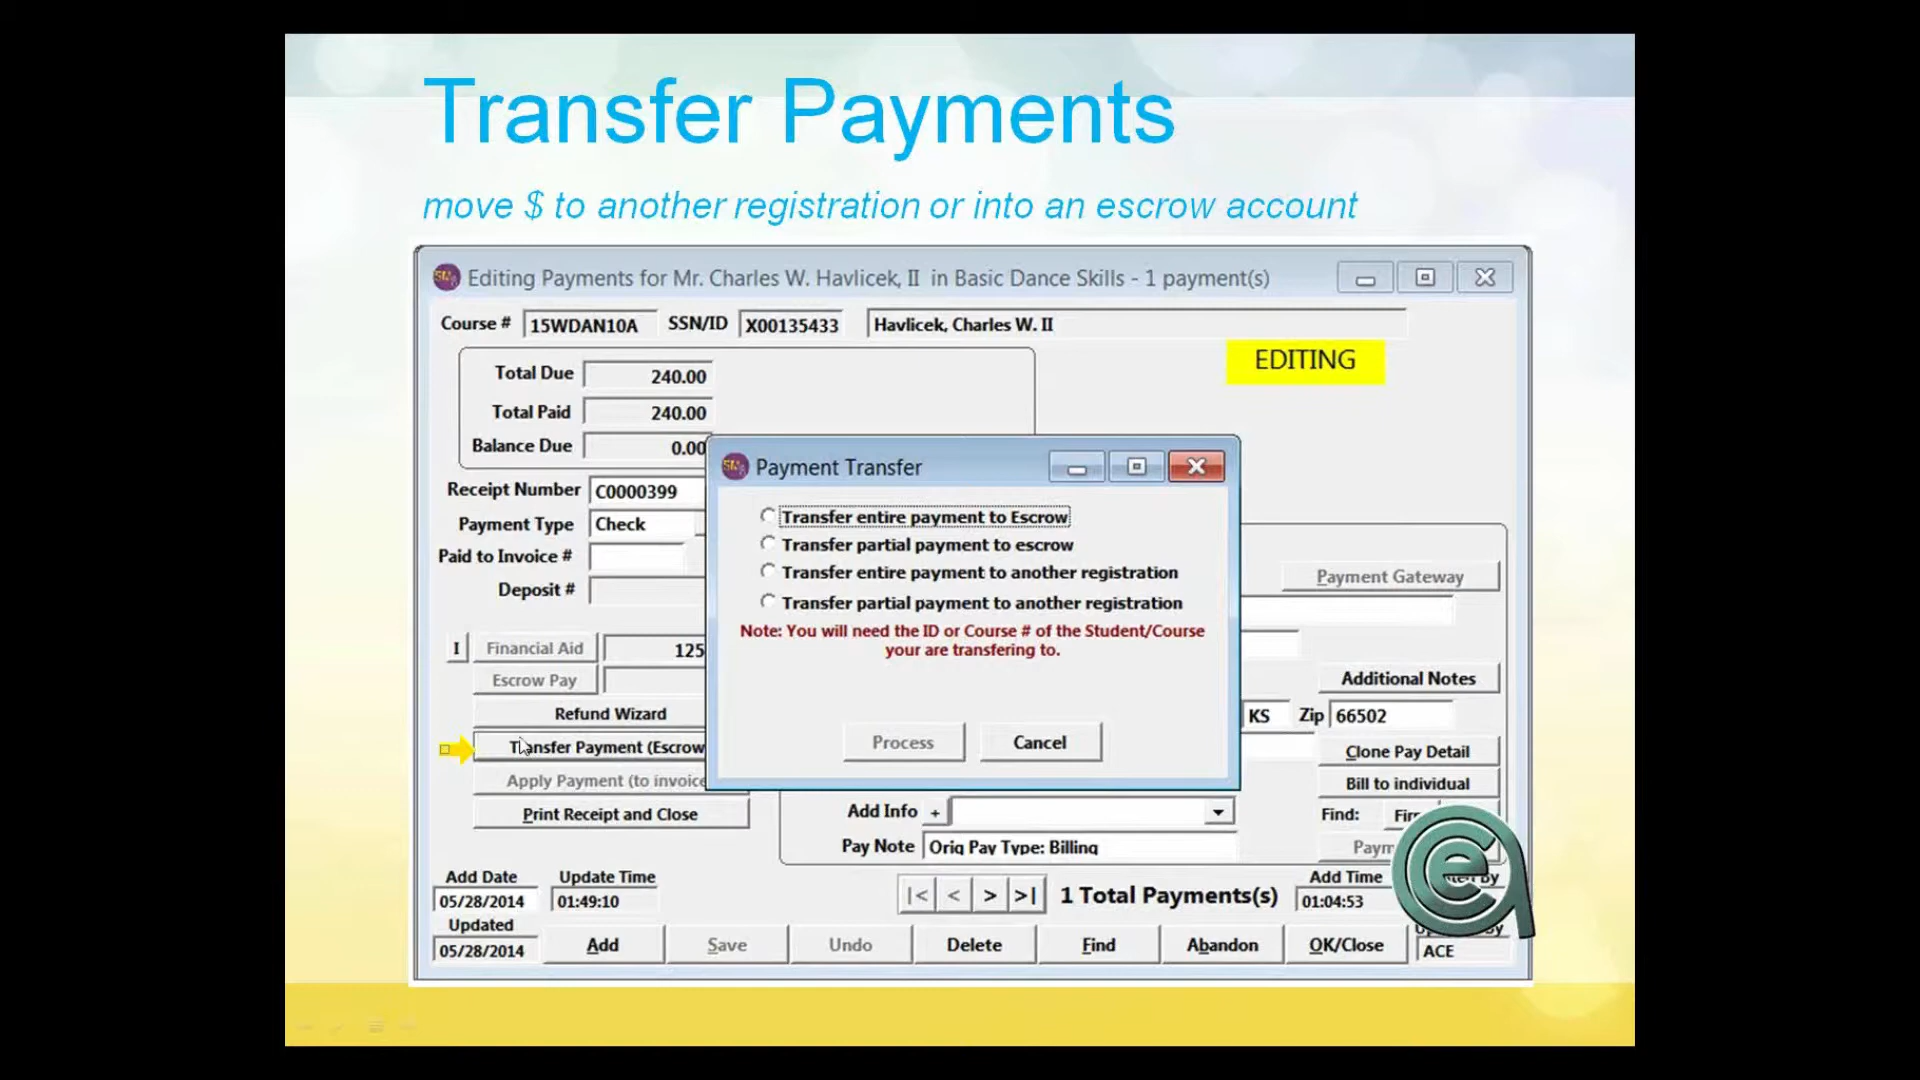 Transfer Payments
move $ to another registration or into an escrow account
Editing Payments for Mr. Charles W. Havlicek, II in Basic Dance Skills - 1 payment(s)
Course # 15WDAN10A SSN/ID X00135433 Havlicek, Charles W. II
EDITING
Total Due 240.00
Total Paid 240.00
Balance Due 0.00
Payment Transfer
Receipt Number C0000399
Payment Type Check
Paid to Invoice #
Deposit #
Transfer entire payment to Escrow
Transfer partial payment to escrow
Transfer entire payment to another registration
Transfer partial payment to another registration
Note: You will need the ID or Course # of the Student/Course
your are transfering to.
Process Cancel
Payment Gateway
I Financial Aid 125
Escrow Pay
Refund Wizard
Transfer Payment (Escrow
Apply Payment (to invoice
Print Receipt and Close
Additional Notes
KS Zip 66502
Clone Pay Detail
Bill to individual
Add Info +
Find:
Pay Note Orig Pay Type: Billing
Add Date Update Time
05/28/2014 01:49:10
|< < > >| 1 Total Payments(s)
Add Time By
01:04:53
Updated
05/28/2014
Add Save Undo Delete Find Abandon OK/Close
ACE